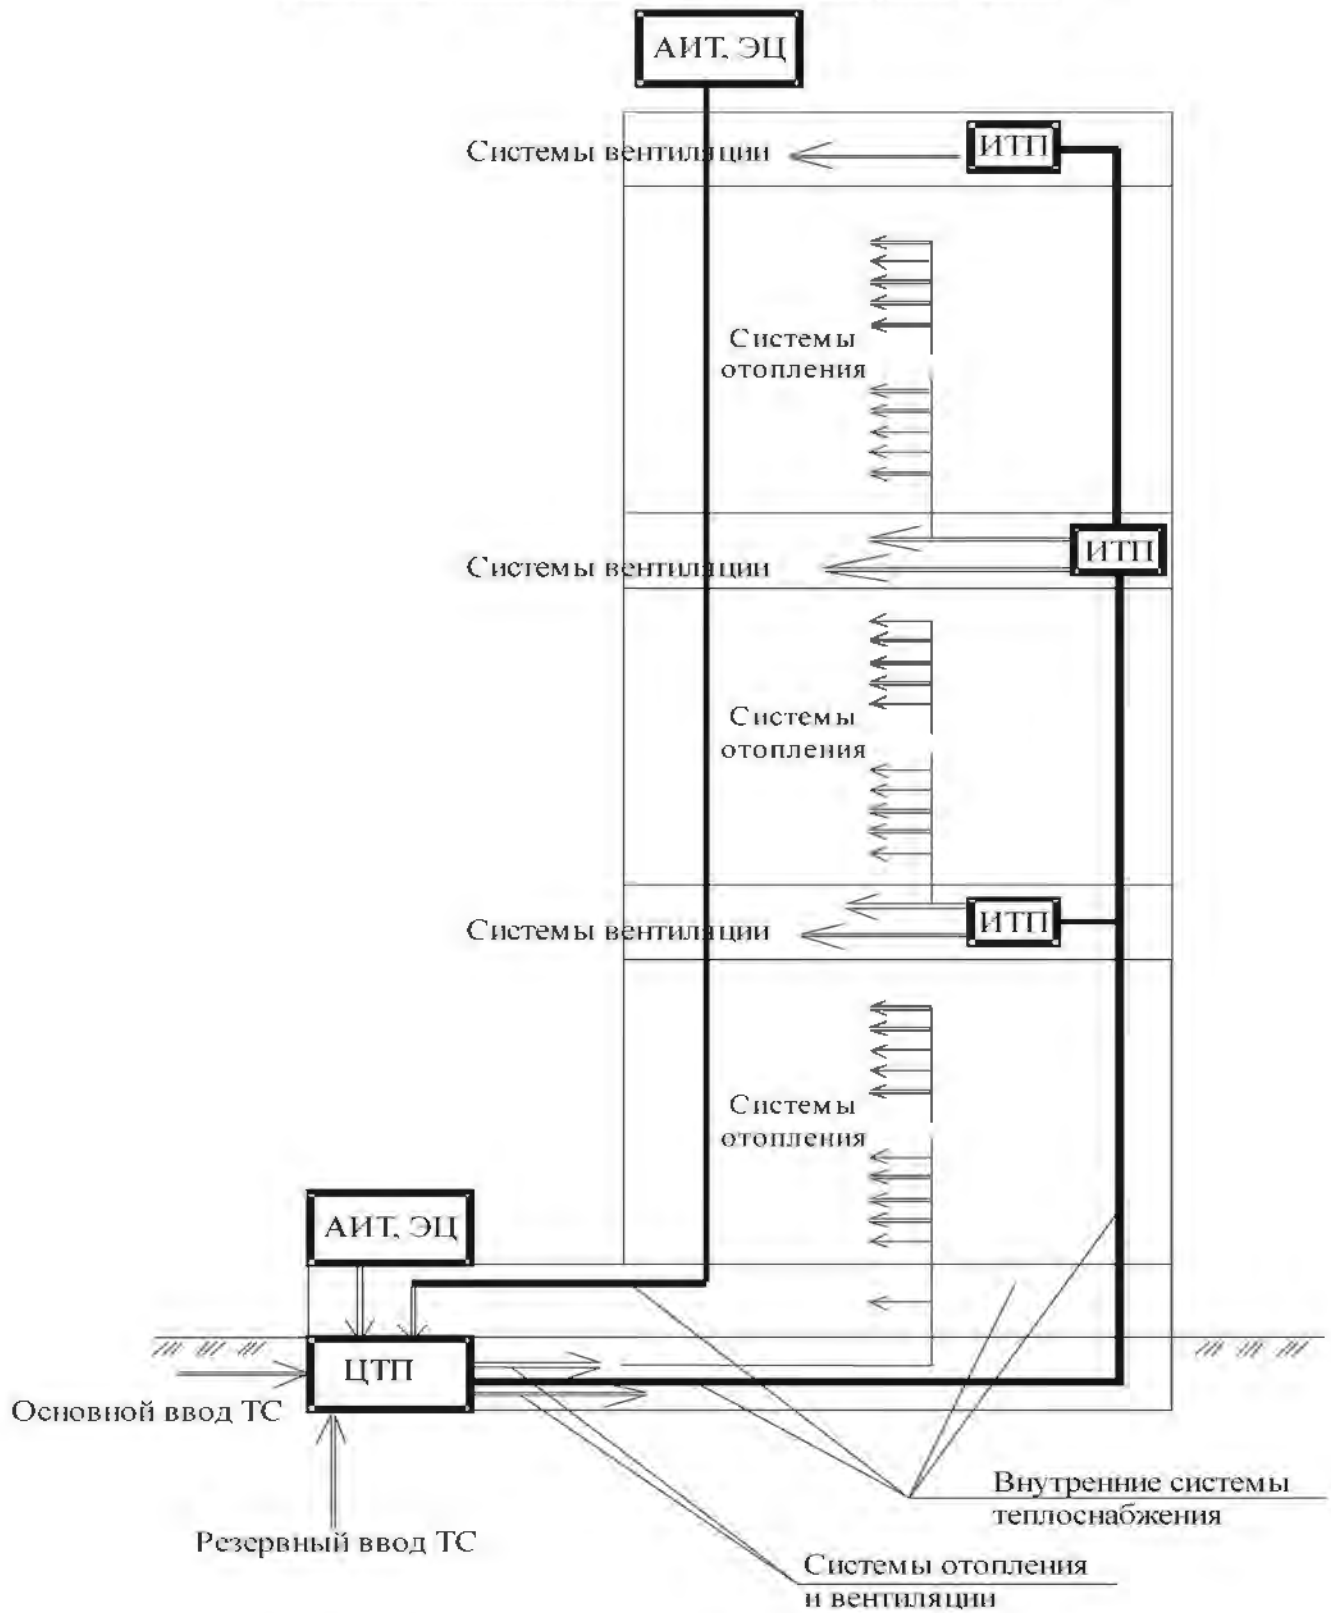 АИТ, ЭЦ
ИТП
Системы вентиляции
Системы
отопления
ИТП
Системы вентиляции
Системы
отопления
ИТП
Системы вентиляции
Системы
отопления
АИТ, ЭЦ
ЦТП
Основной ввод ТС
Внутренние системы
теплоснабжения
Резервный ввод ТС
Системы отопления
и вентиляции